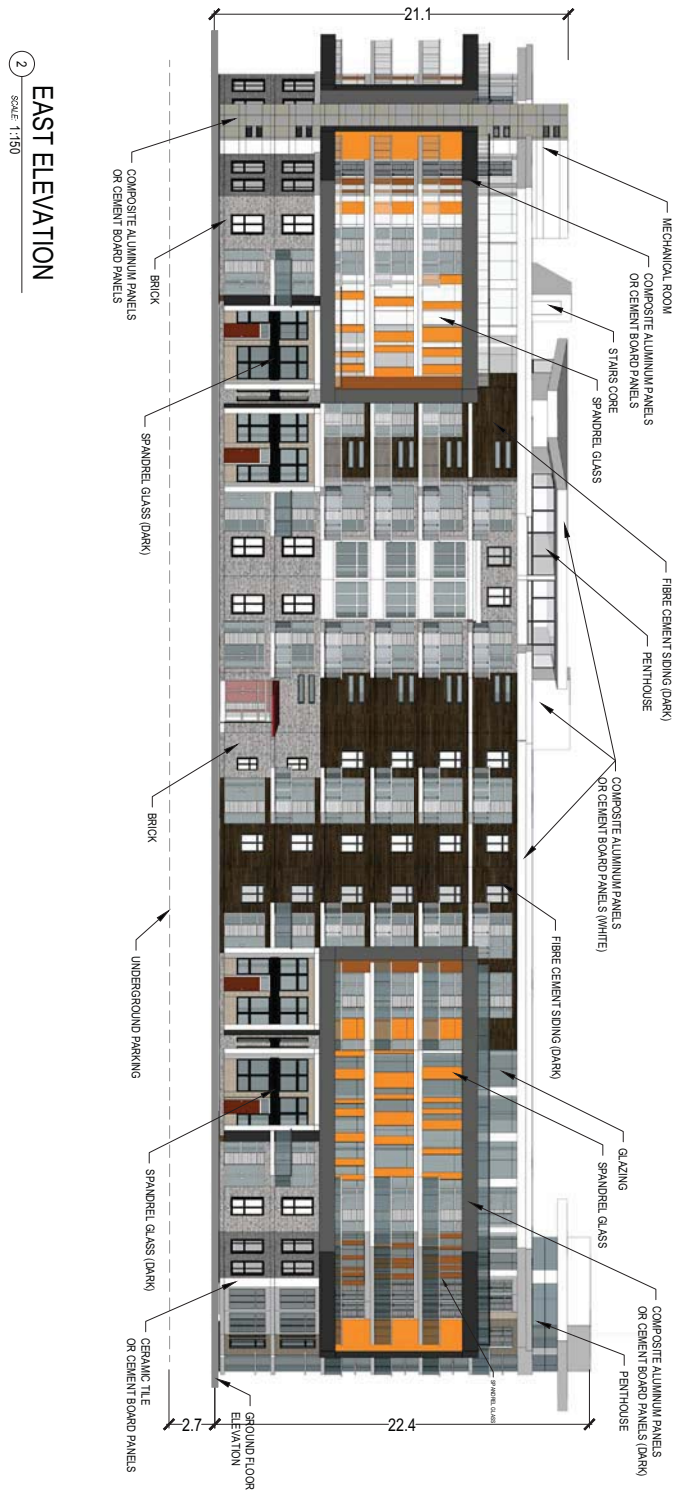 MECHANICAL ROOM
COMPOSITE ALUMINUM PANELS
OR CEMENT BOARD PANELS
STAIRS CORE
SPANDREL GLASS
FIBRE CEMENT SIDING (DARK)
PENTHOUSE
COMPOSITE ALUMINUM PANELS
OR CEMENT BOARD PANELS (WHITE)
FIBRE CEMENT SIDING (DARK)
GLAZING
SPANDREL GLASS
COMPOSITE ALUMINUM PANELS
OR CEMENT BOARD PANELS (DARK)
PENTHOUSE
21.1
22.4
SPANDREL GLASS
GROUND FLOOR
ELEVATION
2.7
COMPOSITE ALUMINUM PANELS
OR CEMENT BOARD PANELS
BRICK
SPANDREL GLASS (DARK)
BRICK
UNDERGROUND PARKING
SPANDREL GLASS (DARK)
CERAMIC TILE
OR CEMENT BOARD PANELS
2
EAST ELEVATION
SCALE: 1:150